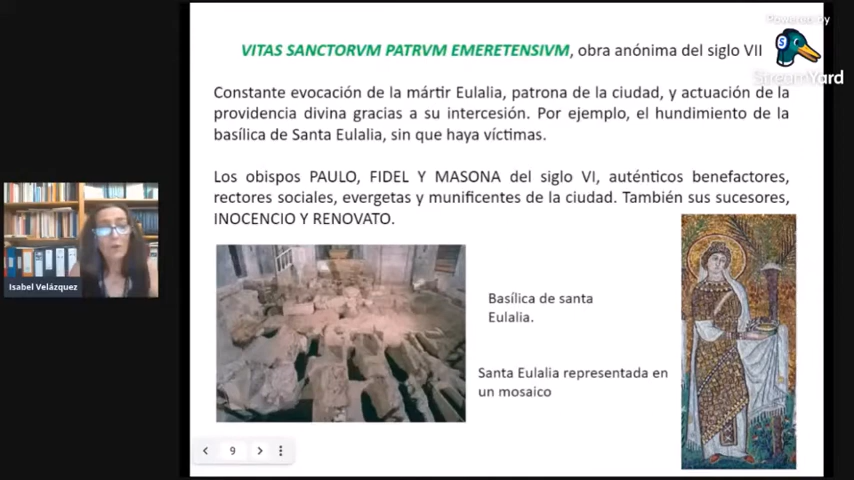 Powered by
S
StreamYard
VITAS SANCTORVM PATRVM EMERETENSIVM, obra anónima del siglo VII
Constante evocación de la mártir Eulalia, patrona de la ciudad, y actuación de la
providencia divina gracias a su intercesión. Por ejemplo, el hundimiento de la
basílica de Santa Eulalia, sin que haya víctimas.
Los obispos PAULO, FIDEL Y MASONA del siglo VI, auténticos benefactores,
rectores sociales, evergetas y munificentes de la ciudad. También sus sucesores,
INOCENCIO Y RENOVATO.
Isabel Velázquez
Basílica de santa
Eulalia.
Santa Eulalia representada en
un mosaico
9